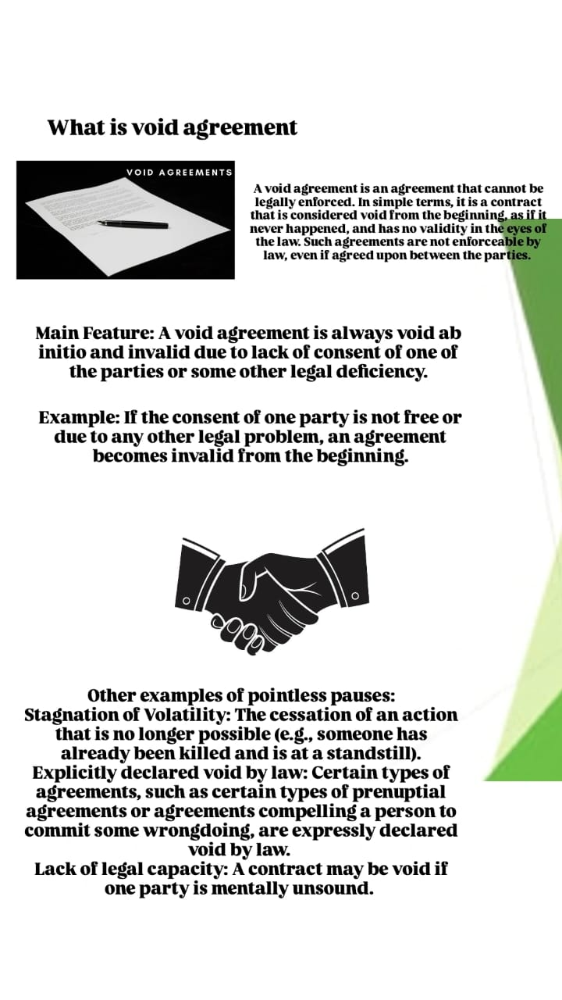 What is void agreement
VOID AGREEMENTS
A void agreement is an agreement that cannot be
legally enforced. In simple terms, it is a contract
that is considered void from the beginning, as if it
never happened, and has no validity in the eyes of
the law. Such agreements are not enforceable by
law, even if agreed upon between the parties.
Main Feature: A void agreement is always void ab
initio and invalid due to lack of consent of one of
the parties or some other legal deficiency.
Example: If the consent of one party is not free or
due to any other legal problem, an agreement
becomes invalid from the beginning.
Other examples of pointless pauses:
Stagnation of Volatility: The cessation of an action
that is no longer possible (e.g., someone has
already been killed and is at a standstill).
Explicitly declared void by law: Certain types of
agreements, such as certain types of prenuptial
agreements or agreements compelling a person to
commit some wrongdoing, are expressly declared
void by law.
Lack of legal capacity: A contract may be void if
one party is mentally unsound.